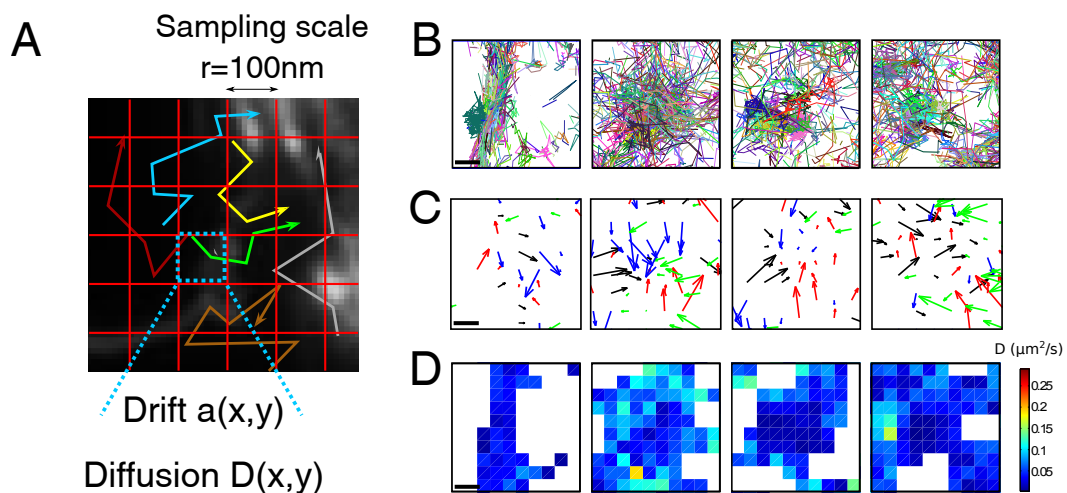 A
Sampling scale
r=100nm
Drift a(x,y)
Diffusion D(x,y)
B
C
D
D (μm²/s)
0.25
0.2
0.15
0.1
0.05